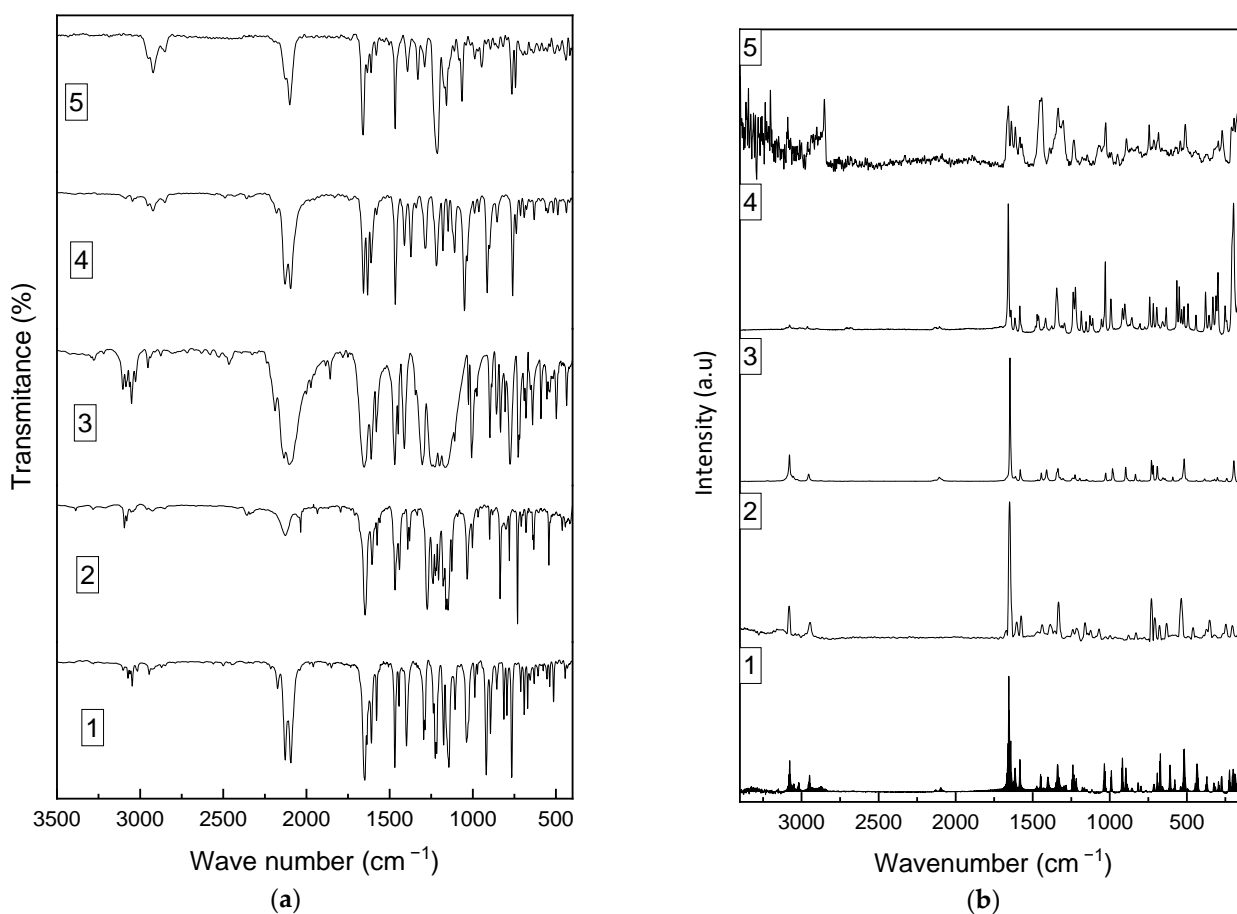 5
4
3
2
1
Transmitance (%)
3500 3000 2500 2000 1500 1000 500
Wave number (cm −1)
(a)
5
4
3
2
1
Intensity (a.u)
3000 2500 2000 1500 1000 500
Wavenumber (cm−1)
(b)